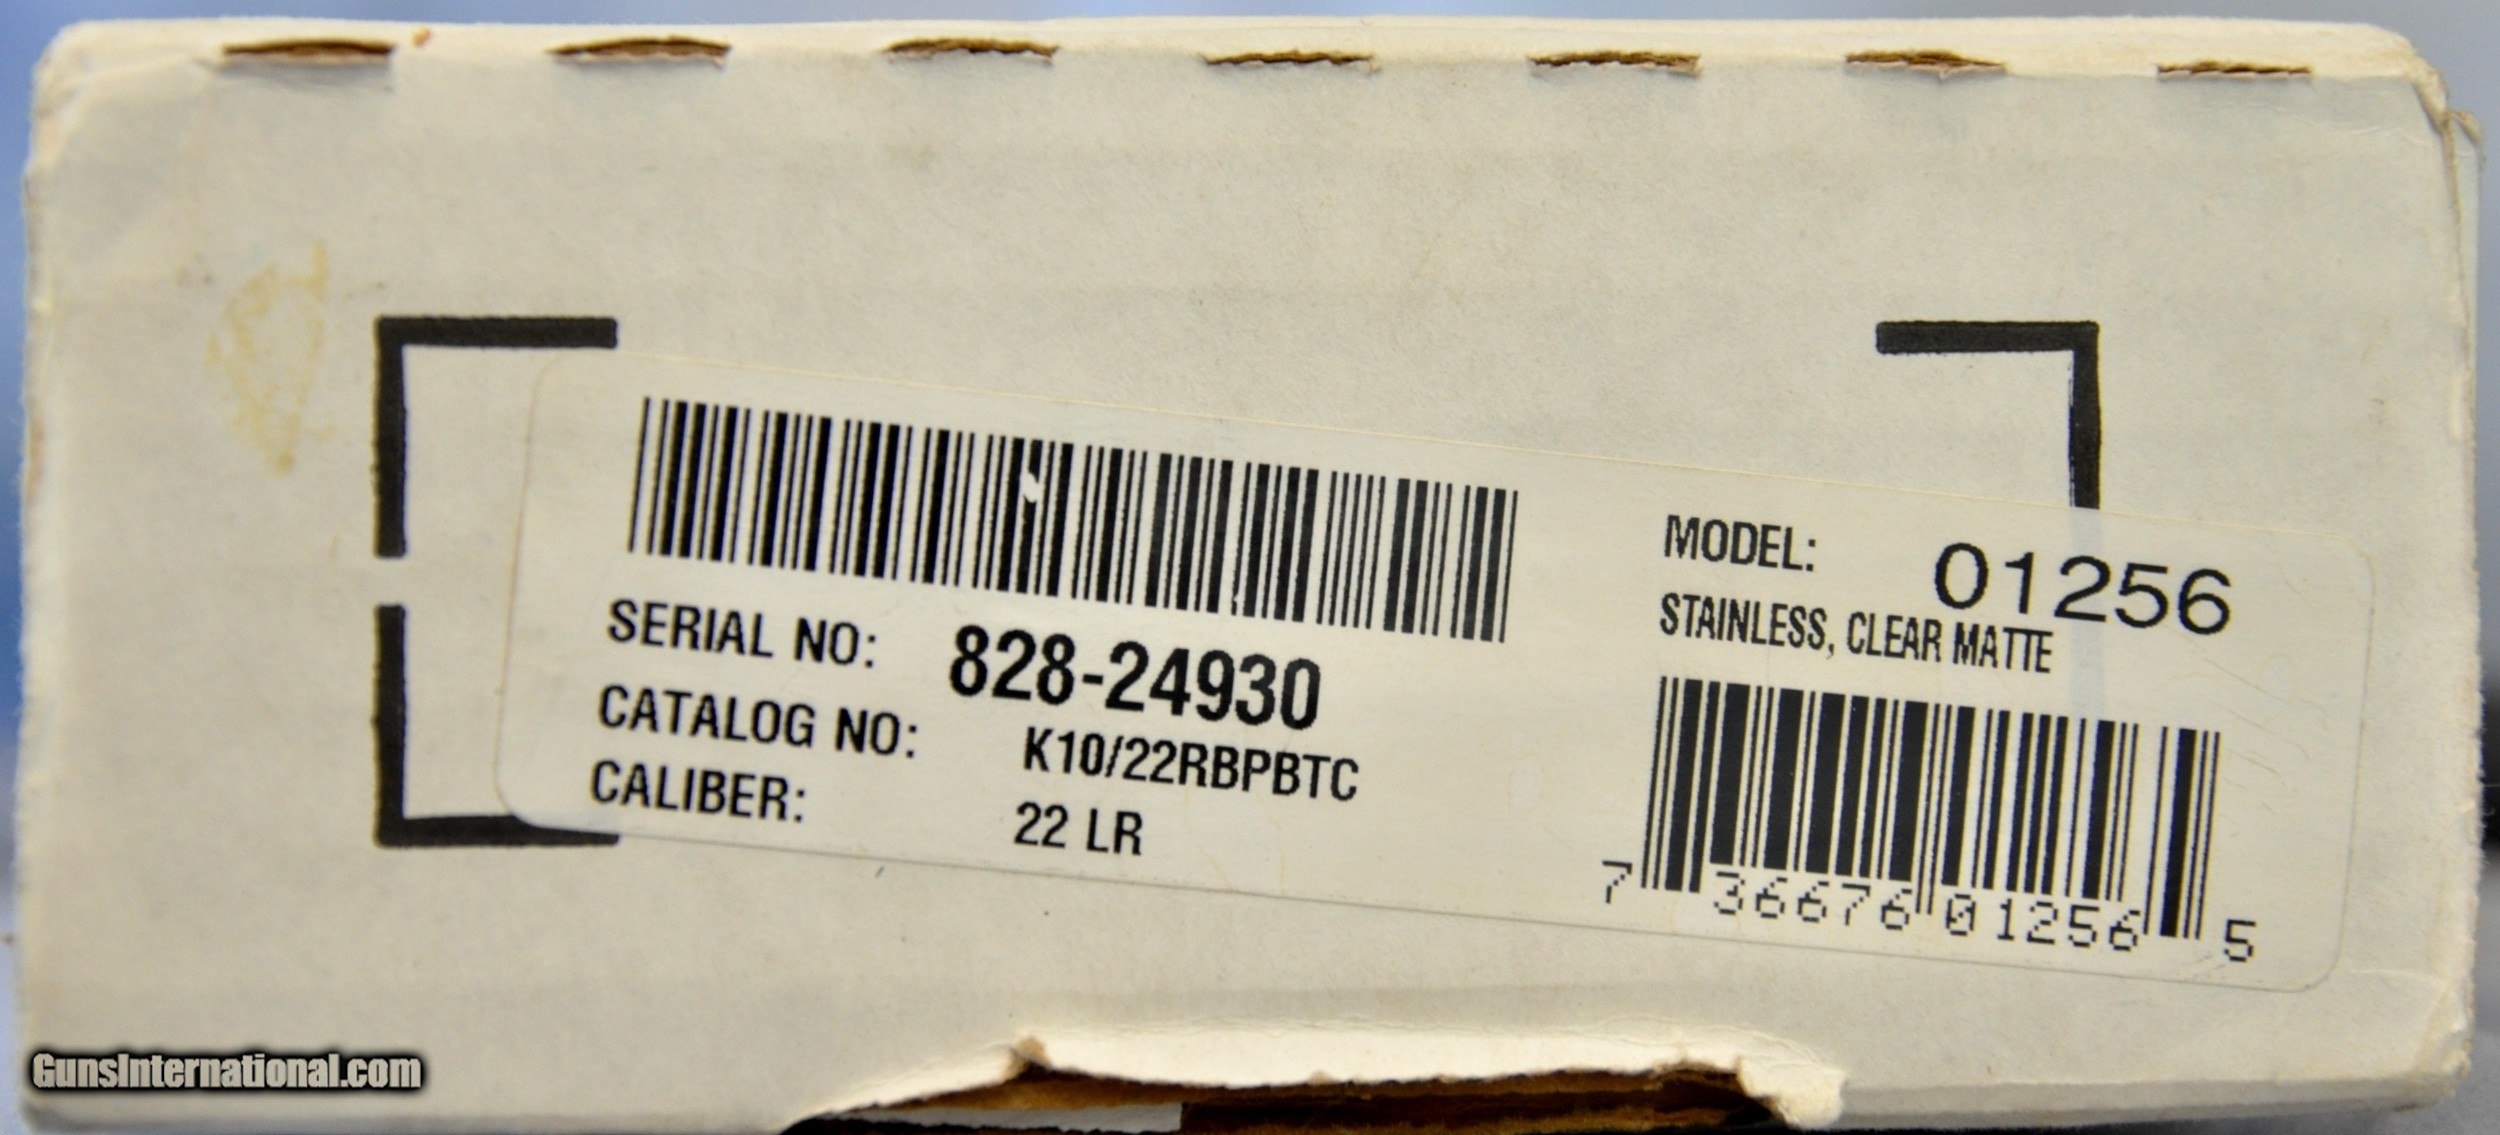 SERIAL NO: 828-24930
CATALOG NO: K10/22RBPBTC
CALIBER: 22 LR
MODEL: 01256
STAINLESS, CLEAR MATTE
7 36676 01256 5
GunsInternational.com